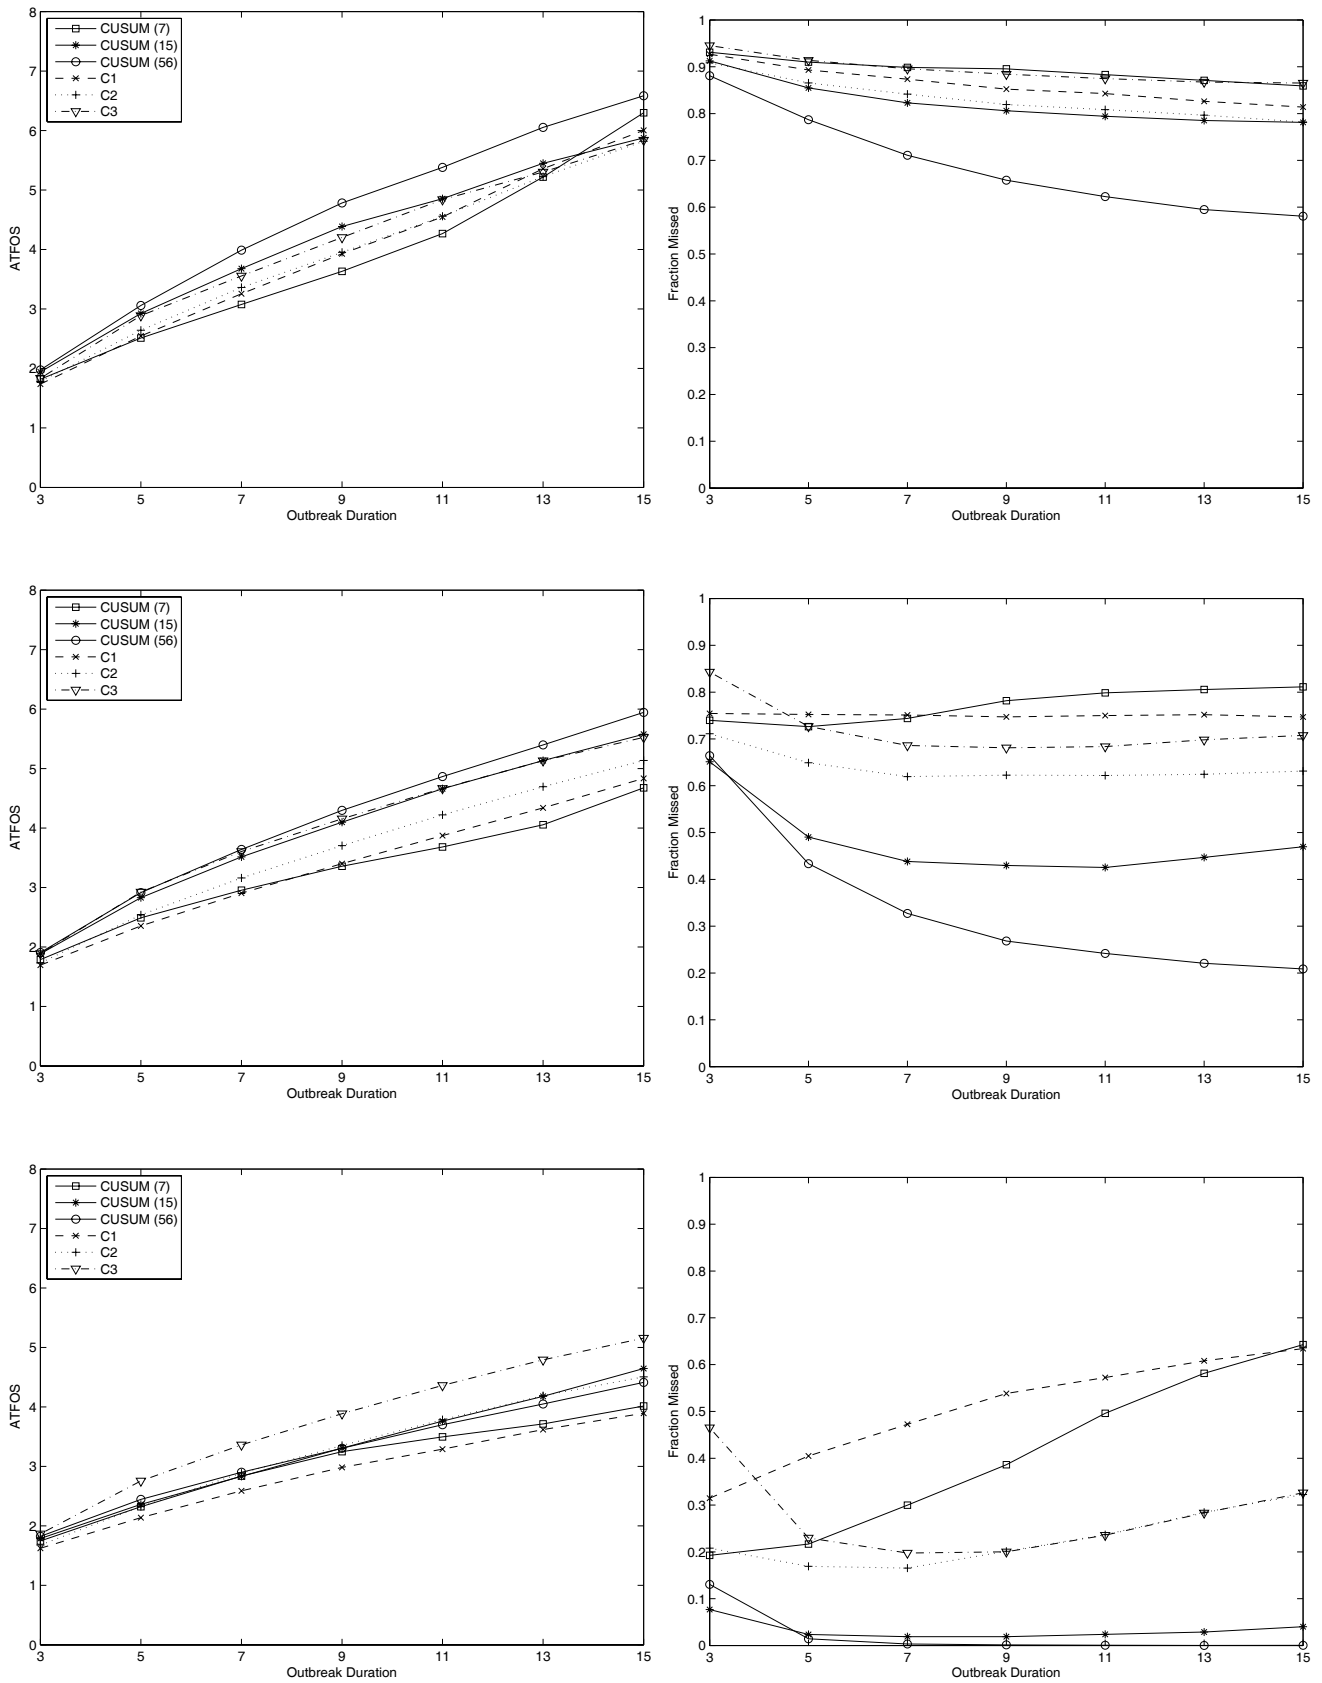 8
7
6
5
4
3
2
1
0
ATFOS
CUSUM (7)
CUSUM (15)
CUSUM (56)
C1
C2
C3
3 5 7 9 11 13 15
Outbreak Duration
1
0.9
0.8
0.7
0.6
0.5
0.4
0.3
0.2
0.1
0
Fraction Missed
3 5 7 9 11 13 15
Outbreak Duration
8
7
6
5
4
3
2
1
0
ATFOS
CUSUM (7)
CUSUM (15)
CUSUM (56)
C1
C2
C3
3 5 7 9 11 13 15
Outbreak Duration
1
0.9
0.8
0.7
0.6
0.5
0.4
0.3
0.2
0.1
0
Fraction Missed
3 5 7 9 11 13 15
Outbreak Duration
8
7
6
5
4
3
2
1
0
ATFOS
CUSUM (7)
CUSUM (15)
CUSUM (56)
C1
C2
C3
3 5 7 9 11 13 15
Outbreak Duration
1
0.9
0.8
0.7
0.6
0.5
0.4
0.3
0.2
0.1
0
Fraction Missed
3 5 7 9 11 13 15
Outbreak Duration